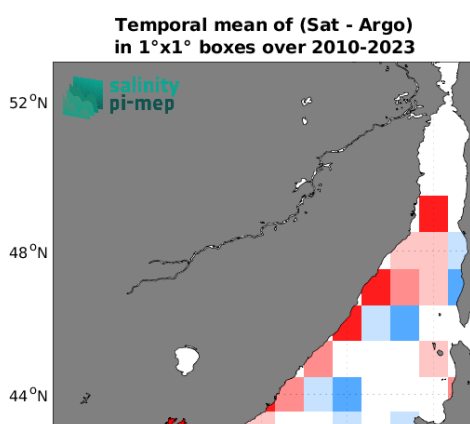 Temporal mean of (Sat - Argo)
in 1°x1° boxes over 2010-2023
salinity
pi-mep
52°N
48°N
44°N